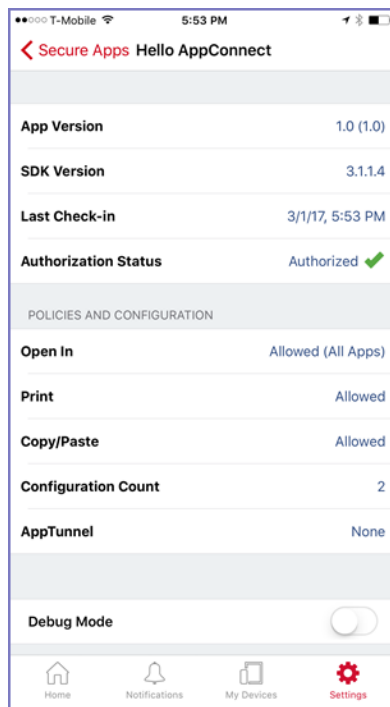 T-Mobile 5:53 PM
Secure Apps Hello AppConnect
App Version 1.0 (1.0)
SDK Version 3.1.1.4
Last Check-in 3/1/17, 5:53 PM
Authorization Status Authorized
POLICIES AND CONFIGURATION
Open In Allowed (All Apps)
Print Allowed
Copy/Paste Allowed
Configuration Count 2
AppTunnel None
Debug Mode
Home Notifications My Devices Settings